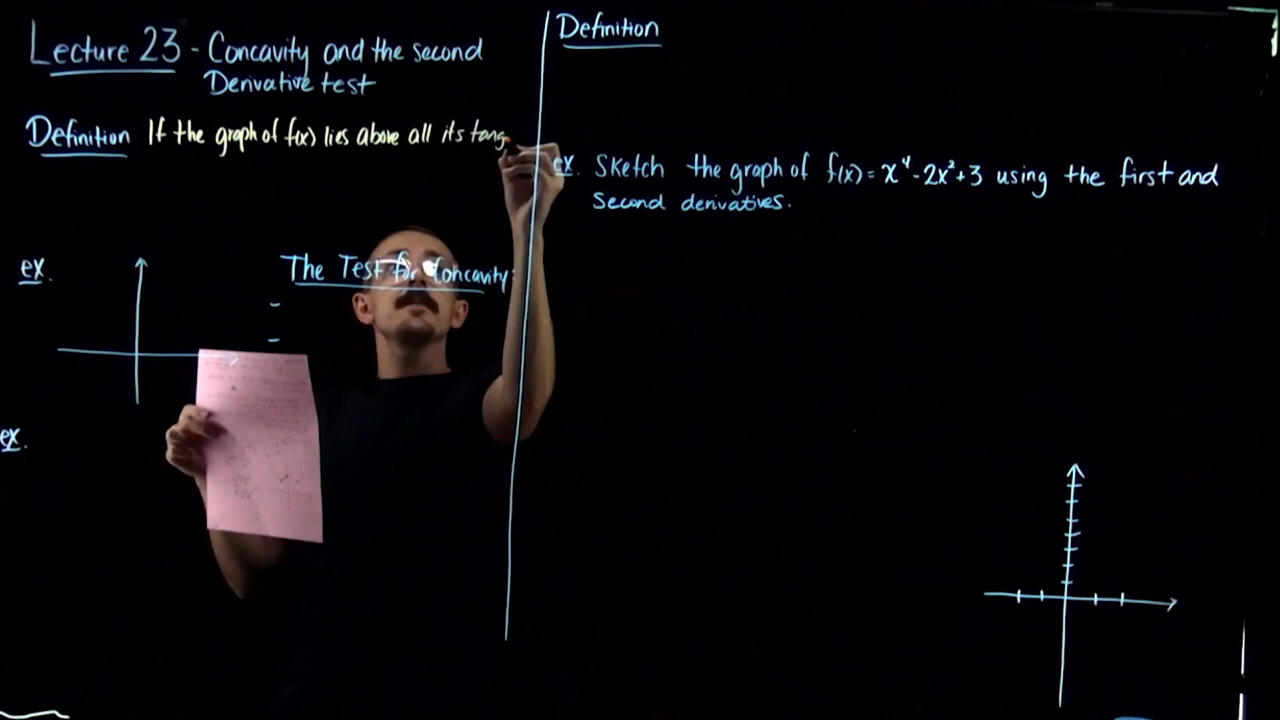 Lecture 23 - Concavity and the second
Derivative test
Definition If the graph of f(x) lies above all its tang
ex.
The Test for Concavity:
-
-
ex.
Definition
ex. Sketch the graph of f(x) = x⁴ - 2x² + 3 using the first and
second derivatives.